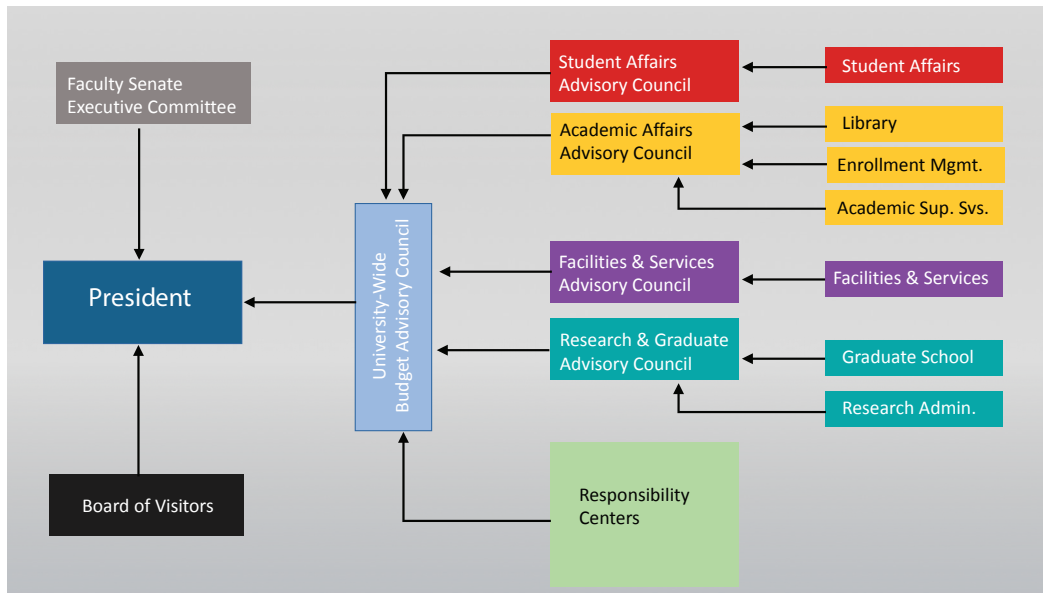 Faculty Senate
Executive Committee
President
Board of Visitors
University-Wide
Budget Advisory Council
Student Affairs
Advisory Council
Academic Affairs
Advisory Council
Facilities & Services
Advisory Council
Research & Graduate
Advisory Council
Responsibility
Centers
Student Affairs
Library
Enrollment Mgmt.
Academic Sup. Svs.
Facilities & Services
Graduate School
Research Admin.